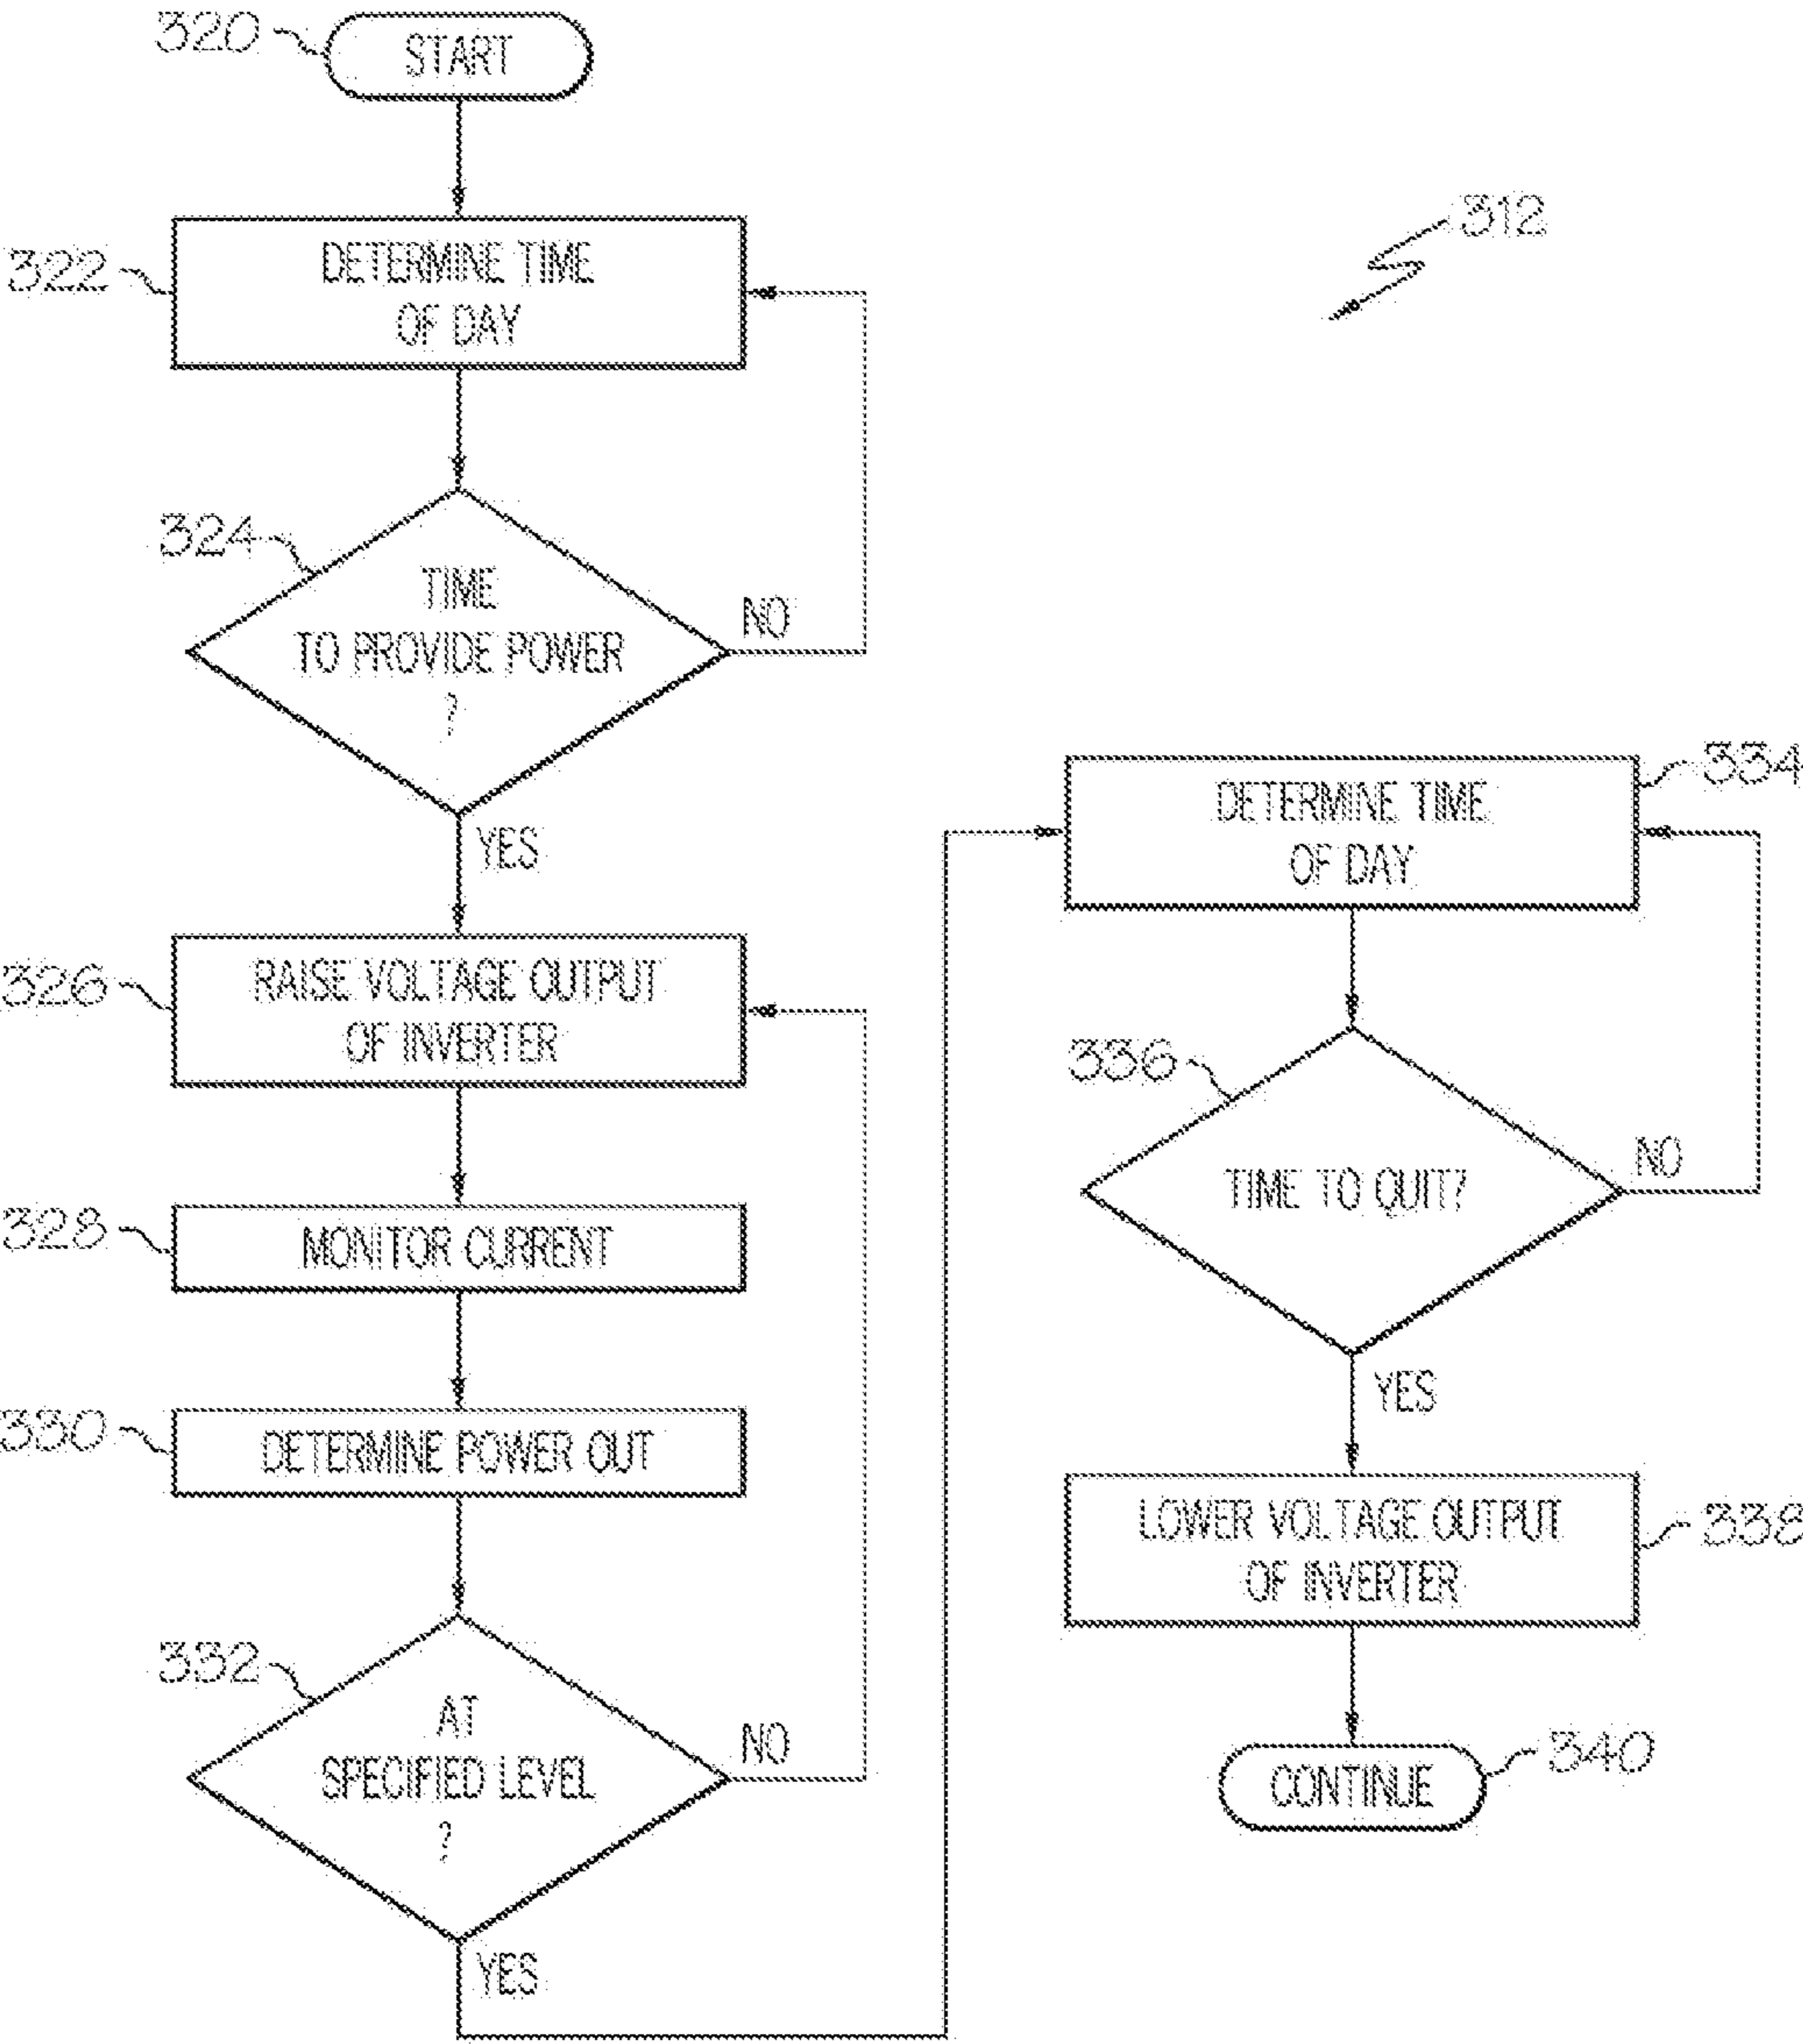 320
START
312
322
DETERMINE TIME
OF DAY
324
TIME
TO PROVIDE POWER
?
NO
YES
326
RAISE VOLTAGE OUTPUT
OF INVERTER
328
MONITOR CURRENT
330
DETERMINE POWER OUT
332
AT
SPECIFIED LEVEL
?
NO
YES
334
DETERMINE TIME
OF DAY
336
TIME TO QUIT?
NO
YES
338
LOWER VOLTAGE OUTPUT
OF INVERTER
340
CONTINUE